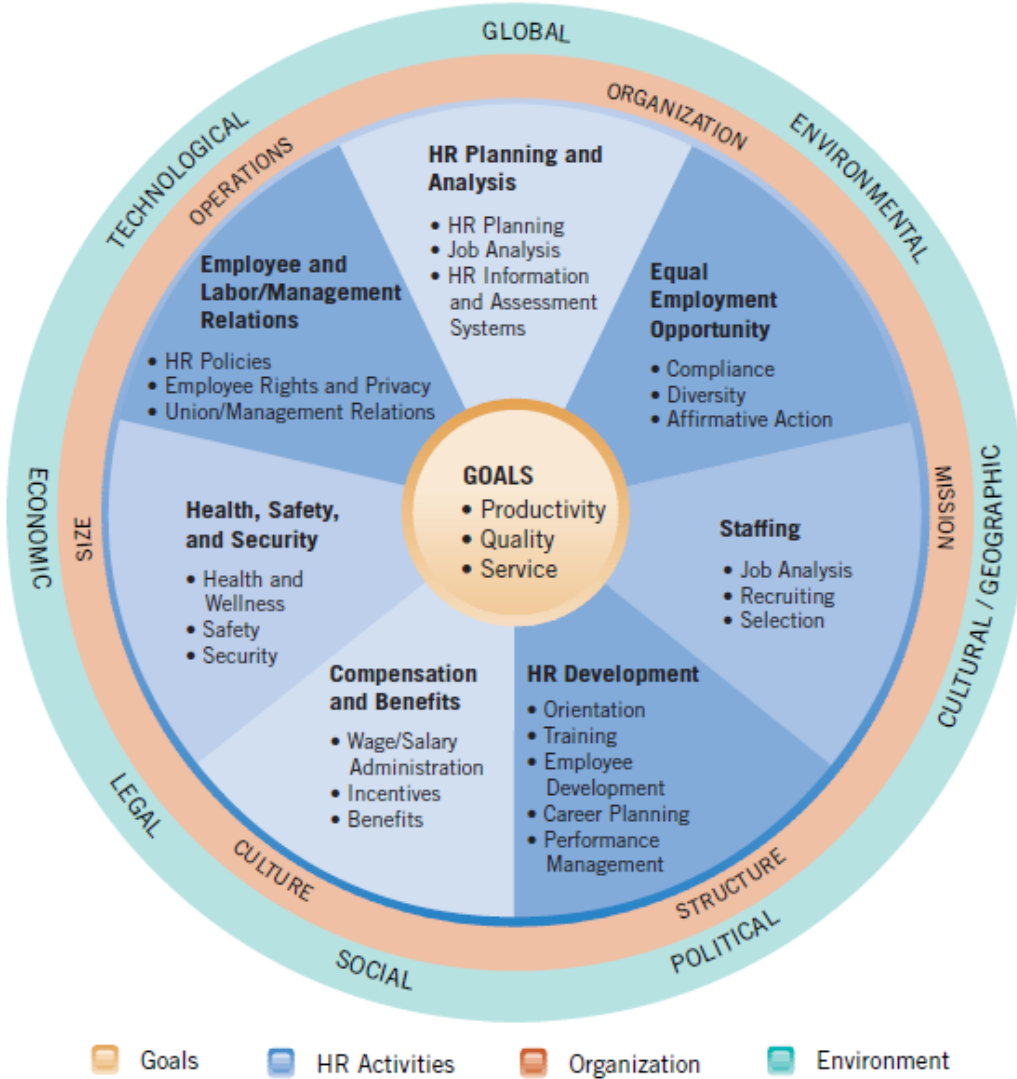 GLOBAL
ORGANIZATION
ENVIRONMENTAL
TECHNOLOGICAL
OPERATIONS
HR Planning and
Analysis
• HR Planning
• Job Analysis
• HR Information
and Assessment
Systems
Employee and
Labor/Management
Relations
• HR Policies
• Employee Rights and Privacy
• Union/Management Relations
Equal
Employment
Opportunity
• Compliance
• Diversity
• Affirmative Action
GOALS
• Productivity
• Quality
• Service
ECONOMIC
SIZE
Health, Safety,
and Security
• Health and
Wellness
• Safety
• Security
Staffing
• Job Analysis
• Recruiting
• Selection
MISSION
CULTURAL / GEOGRAPHIC
Compensation
and Benefits
• Wage/Salary
Administration
• Incentives
• Benefits
HR Development
• Orientation
• Training
• Employee
Development
• Career Planning
• Performance
Management
LEGAL
CULTURE
STRUCTURE
SOCIAL
POLITICAL
Goals
HR Activities
Organization
Environment